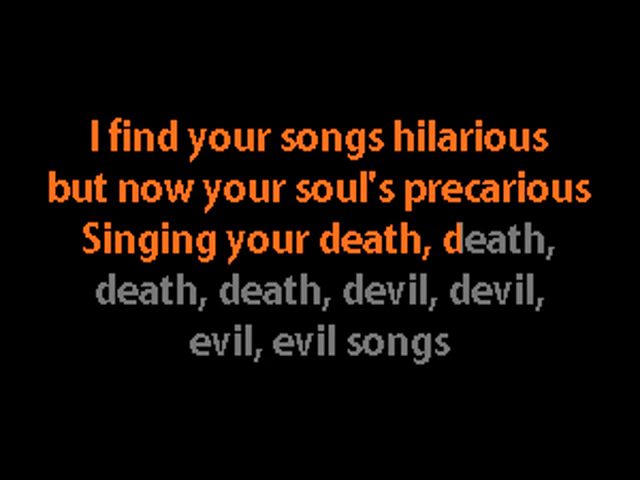 I find your songs hilarious
but now your soul's precarious
Singing your death, death,
death, death, devil, devil,
evil, evil songs